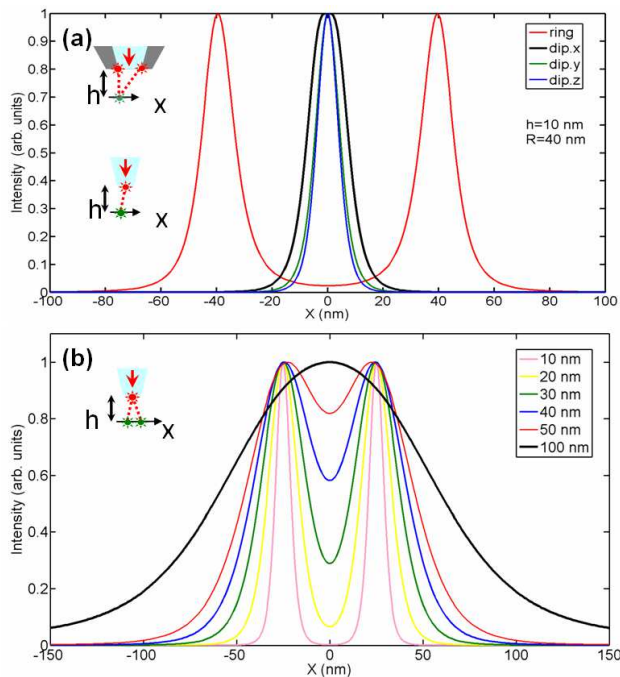 (a)
h
X
h
X
ring
dip.x
dip.y
dip.z
h=10 nm
R=40 nm
Intensity (arb. units)
1
0.9
0.8
0.7
0.6
0.5
0.4
0.3
0.2
0.1
0
-100 -80 -60 -40 -20 0 20 40 60 80 100
X (nm)
(b)
h
X
10 nm
20 nm
30 nm
40 nm
50 nm
100 nm
Intensity (arb. units)
1
0.8
0.6
0.4
0.2
0
-150 -100 -50 0 50 100 150
X (nm)